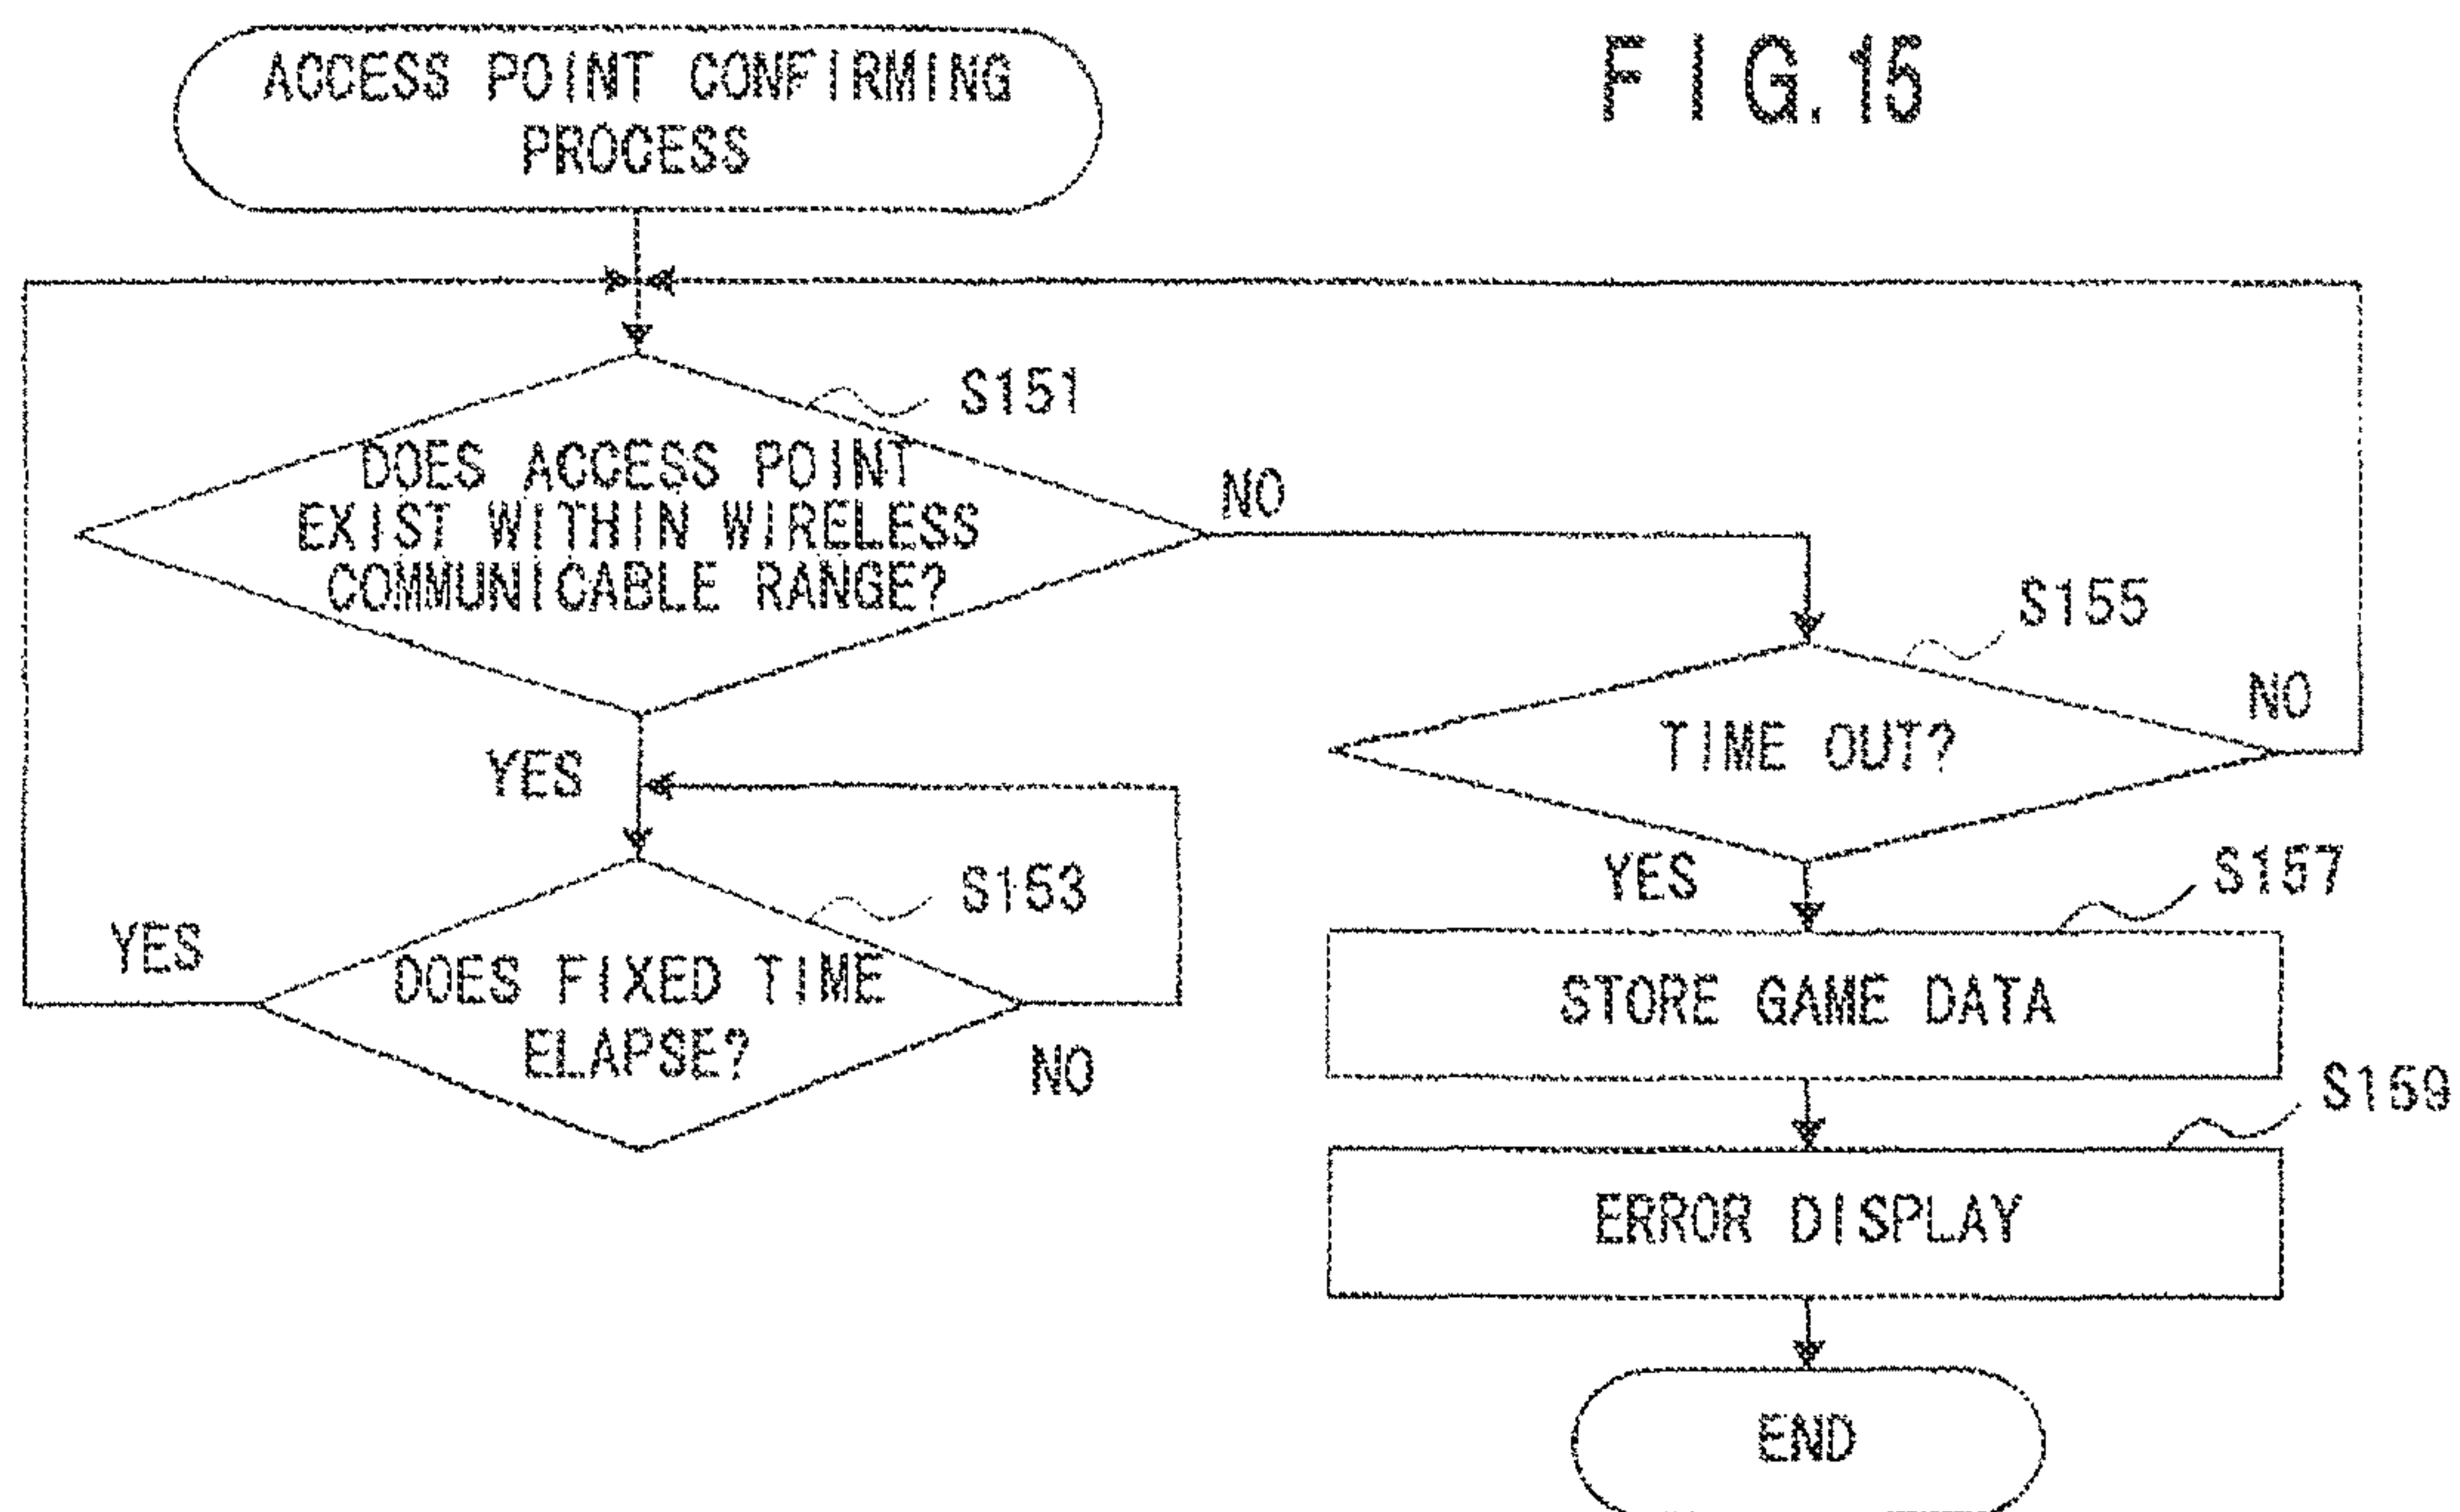 FIG.15
ACCESS POINT CONFIRMING
PROCESS
S151
DOES ACCESS POINT
EXIST WITHIN WIRELESS
COMMUNICABLE RANGE?
NO
YES
S153
DOES FIXED TIME
ELAPSE?
YES
NO
S155
TIME OUT?
NO
YES
S157
STORE GAME DATA
S159
ERROR DISPLAY
END